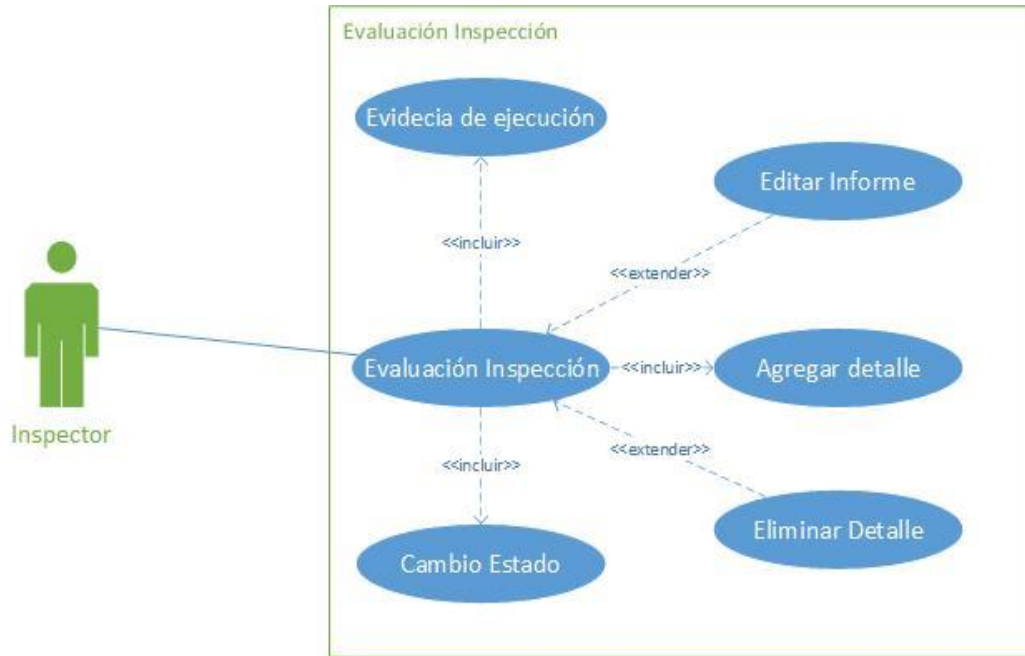 Evaluación Inspección
Evidecia de ejecución
Editar Informe
<<incluir>>
<<extender>>
Evaluación Inspección
<<incluir>>
Agregar detalle
Inspector
<<extender>>
<<incluir>>
Eliminar Detalle
Cambio Estado